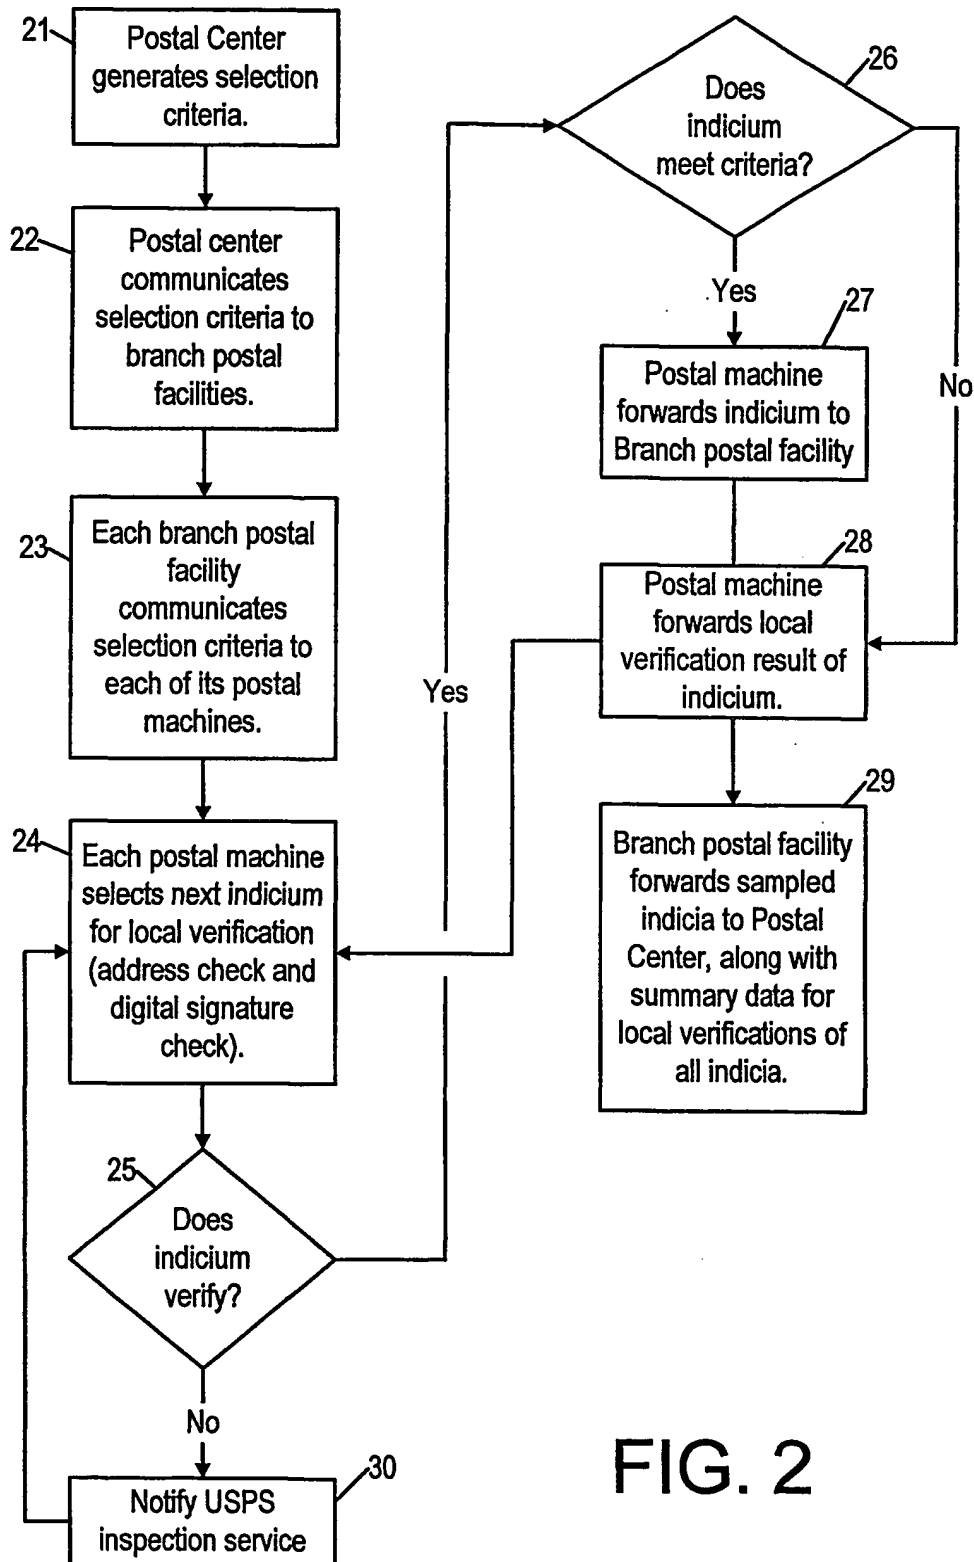 21
Postal Center
generates selection
criteria.
22
Postal center
communicates
selection criteria to
branch postal
facilities.
23
Each branch postal
facility
communicates
selection criteria to
each of its postal
machines.
24
Each postal machine
selects next indicium
for local verification
(address check and
digital signature
check).
25
Does
indicium
verify?
No
30
Notify USPS
inspection service
Yes
26
Does
indicium
meet criteria?
Yes
No
27
Postal machine
forwards indicium to
Branch postal facility
28
Postal machine
forwards local
verification result of
indicium.
29
Branch postal facility
forwards sampled
indicia to Postal
Center, along with
summary data for
local verifications of
all indicia.
FIG. 2